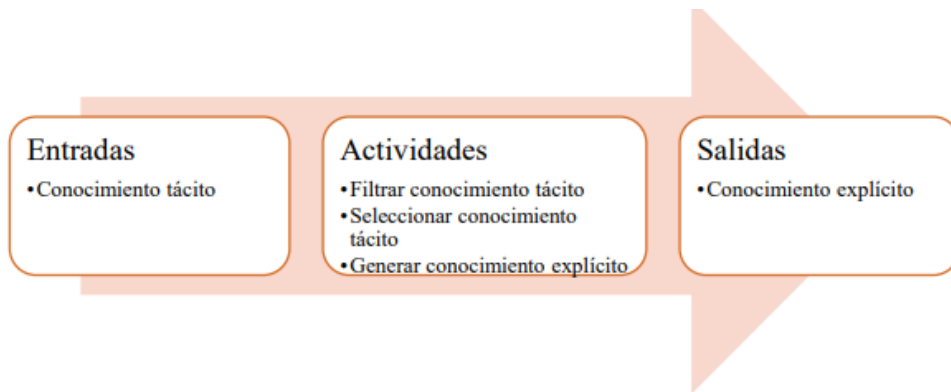 Entradas
•Conocimiento tácito
Actividades
•Filtrar conocimiento tácito
•Seleccionar conocimiento
tácito
•Generar conocimiento explícito
Salidas
•Conocimiento explícito